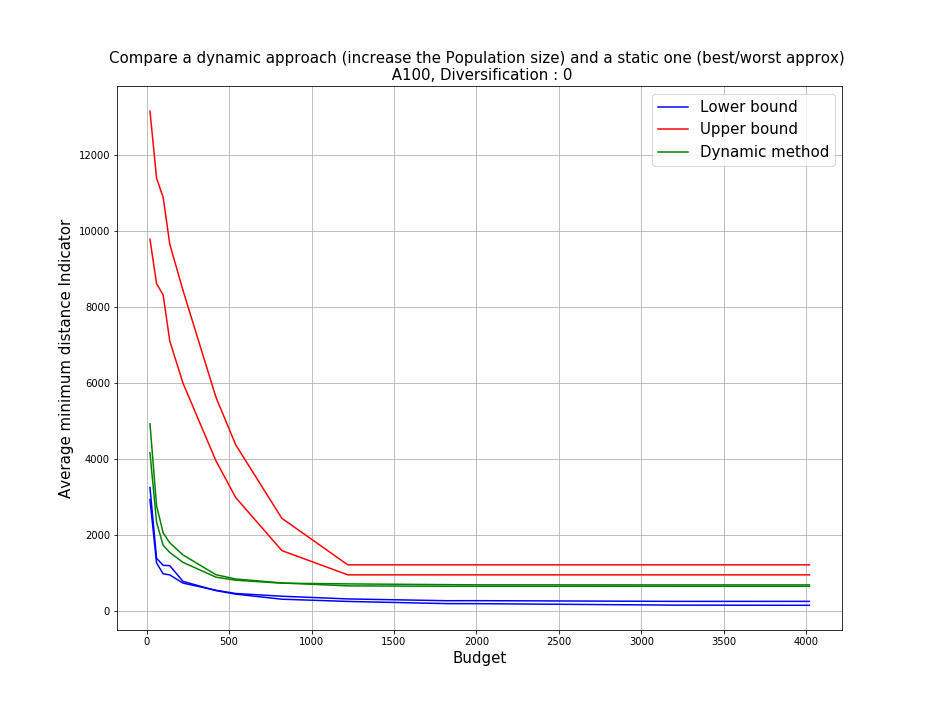 Compare a dynamic approach (increase the Population size) and a static one (best/worst approx)
A100, Diversification : 0
Lower bound
Upper bound
Dynamic method
Average minimum distance Indicator
12000
10000
8000
6000
4000
2000
0
0 500 1000 1500 2000 2500 3000 3500 4000
Budget